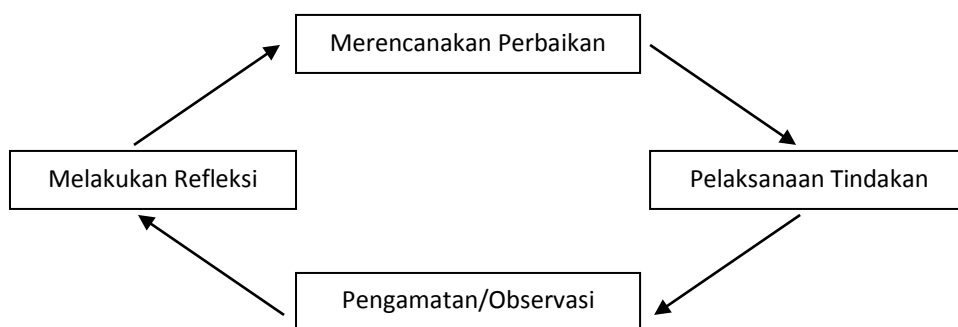 Merencanakan Perbaikan
Melakukan Refleksi
Pelaksanaan Tindakan
Pengamatan/Observasi